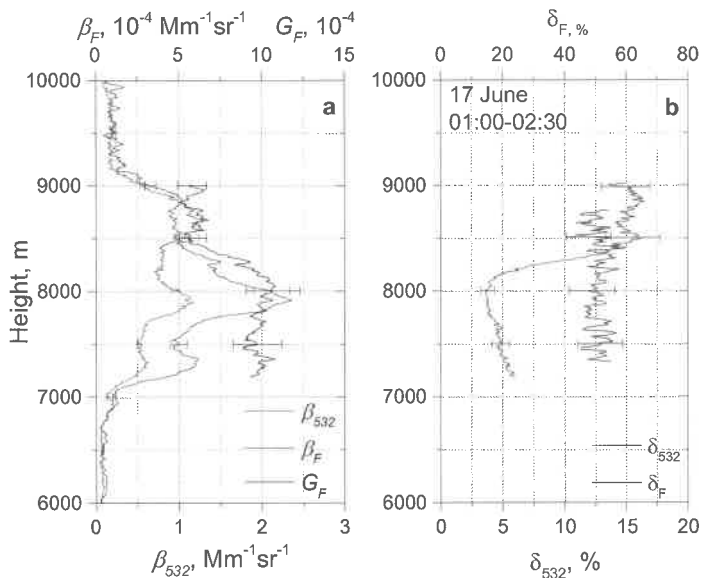 β_F, 10^-4 Mm^-1sr^-1 G_F, 10^-4
0 5 10 15
δ_F, %
0 20 40 60 80
10000
9000
8000
7000
6000
Height, m
a
β_532
β_F
G_F
0 1 2 3
β_532, Mm^-1sr^-1
10000
9000
8000
7000
6000
17 June
01:00-02:30
b
δ_532
δ_F
0 5 10 15 20
δ_532, %